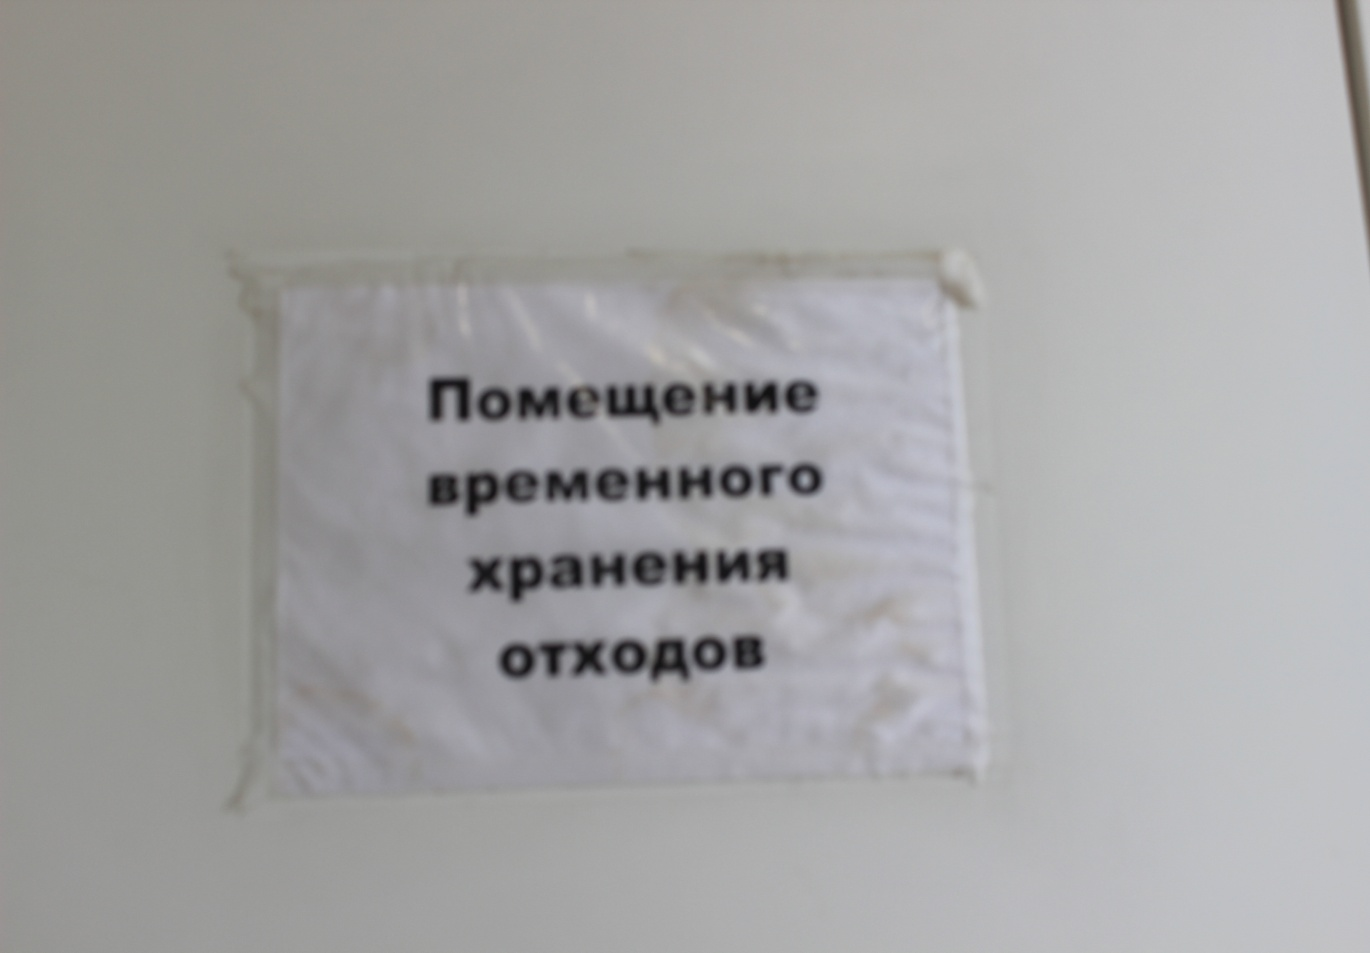 Помещение
временного
хранения
отходов